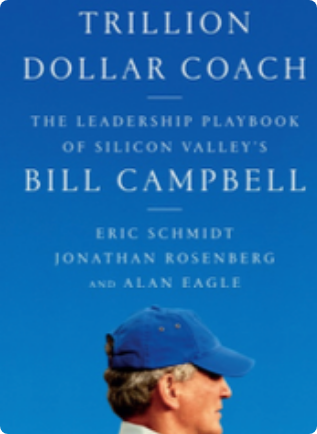 TRILLION
DOLLAR COACH
THE LEADERSHIP PLAYBOOK
OF SILICON VALLEY'S
BILL CAMPBELL
ERIC SCHMIDT
JONATHAN ROSENBERG
AND ALAN EAGLE